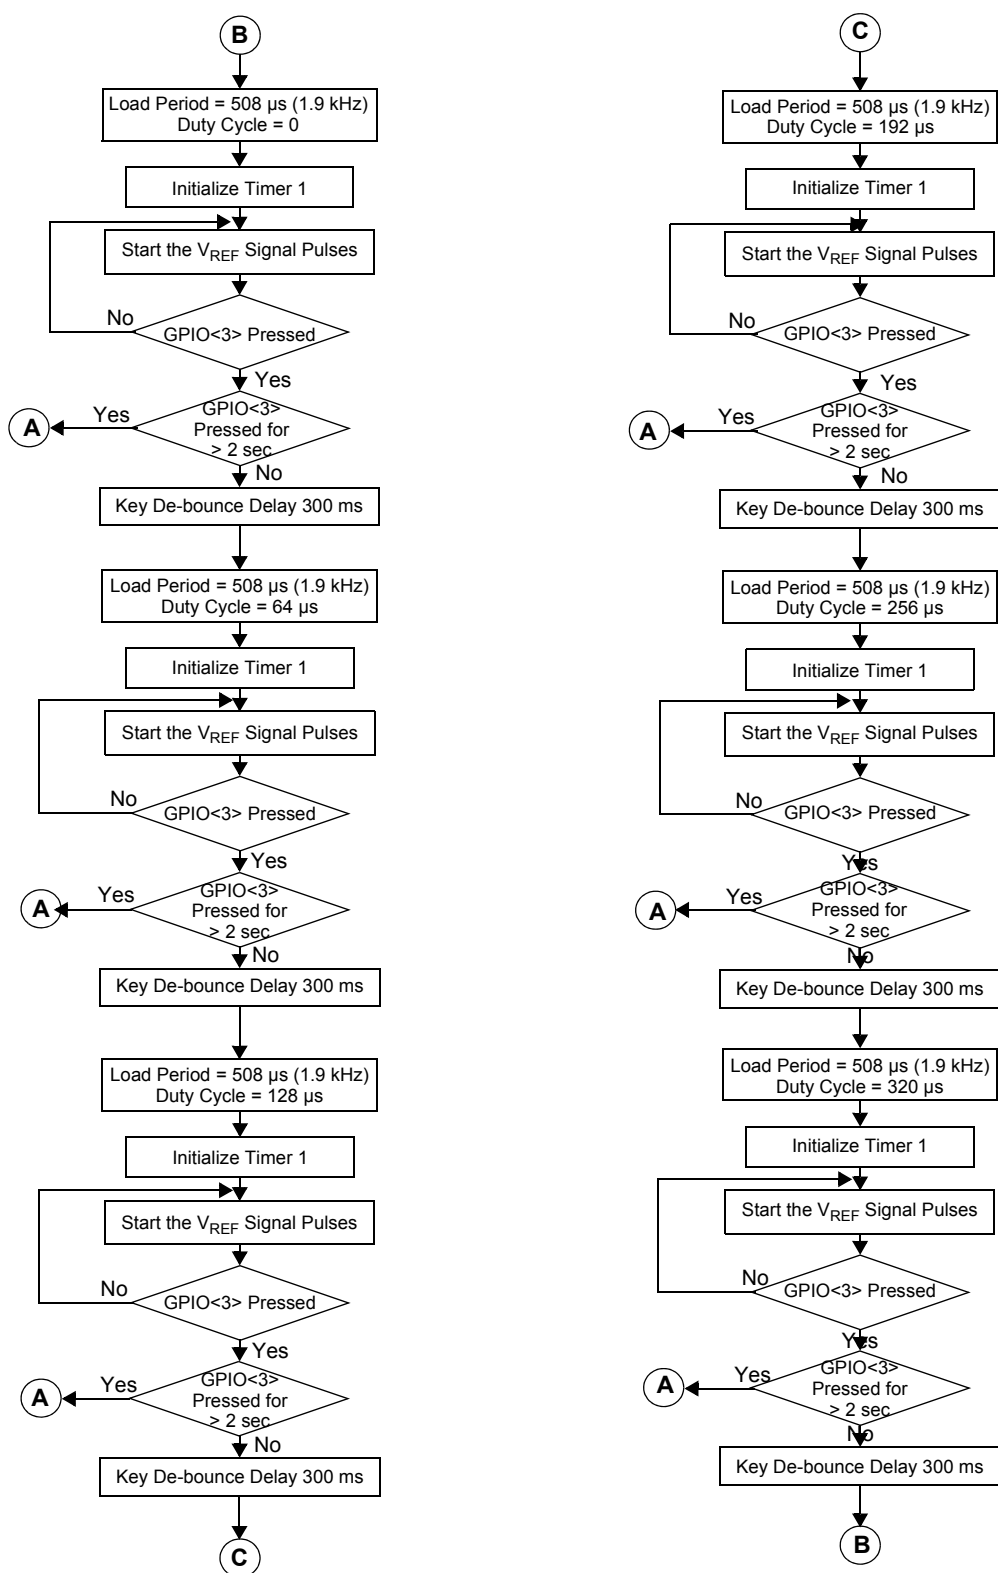 B
Load Period = 508 µs (1.9 kHz)
Duty Cycle = 0
Initialize Timer 1
Start the VREF Signal Pulses
No
GPIO<3> Pressed
Yes
A
Yes
GPIO<3>
Pressed for
> 2 sec
No
Key De-bounce Delay 300 ms
Load Period = 508 µs (1.9 kHz)
Duty Cycle = 64 µs
Initialize Timer 1
Start the VREF Signal Pulses
No
GPIO<3> Pressed
Yes
A
Yes
GPIO<3>
Pressed for
> 2 sec
No
Key De-bounce Delay 300 ms
Load Period = 508 µs (1.9 kHz)
Duty Cycle = 128 µs
Initialize Timer 1
Start the VREF Signal Pulses
No
GPIO<3> Pressed
Yes
A
Yes
GPIO<3>
Pressed for
> 2 sec
No
Key De-bounce Delay 300 ms
C
C
Load Period = 508 µs (1.9 kHz)
Duty Cycle = 192 µs
Initialize Timer 1
Start the VREF Signal Pulses
No
GPIO<3> Pressed
Yes
A
Yes
GPIO<3>
Pressed for
> 2 sec
No
Key De-bounce Delay 300 ms
Load Period = 508 µs (1.9 kHz)
Duty Cycle = 256 µs
Initialize Timer 1
Start the VREF Signal Pulses
No
GPIO<3> Pressed
Yes
A
Yes
GPIO<3>
Pressed for
> 2 sec
No
Key De-bounce Delay 300 ms
Load Period = 508 µs (1.9 kHz)
Duty Cycle = 320 µs
Initialize Timer 1
Start the VREF Signal Pulses
No
GPIO<3> Pressed
Yes
A
Yes
GPIO<3>
Pressed for
> 2 sec
No
Key De-bounce Delay 300 ms
B